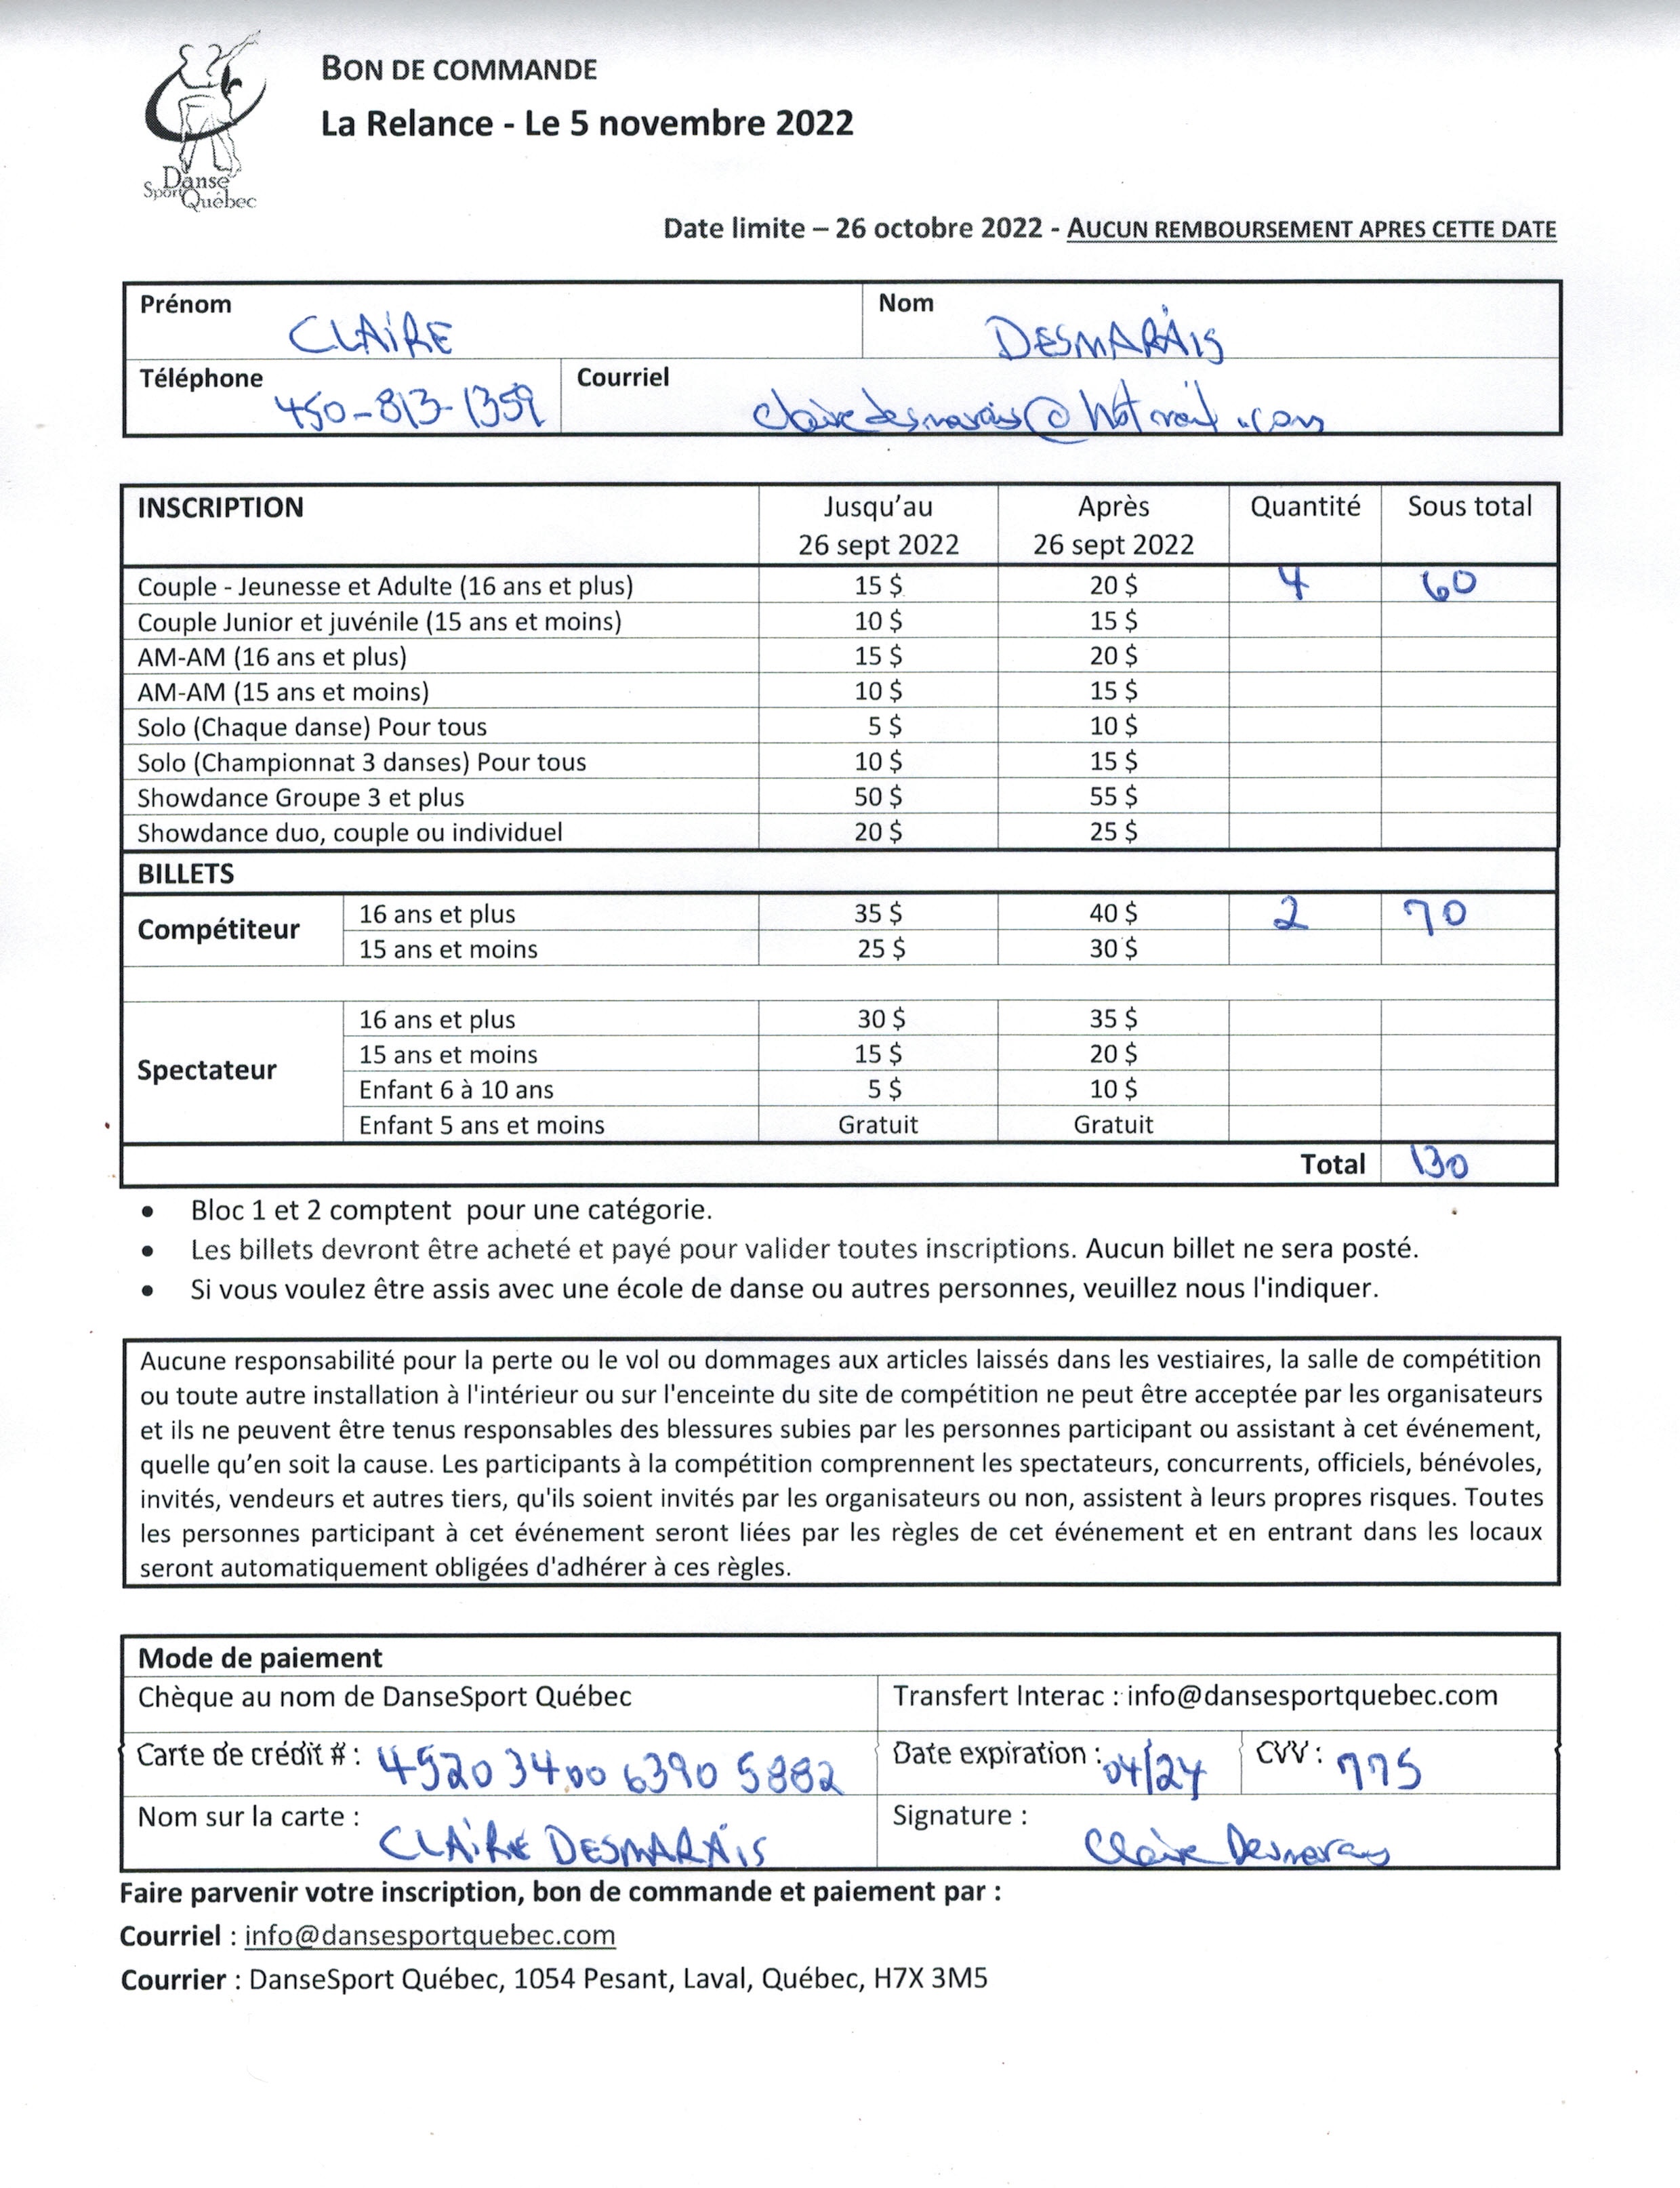 BON DE COMMANDE
La Relance - Le 5 novembre 2022
Danse
Sport Québec
Date limite – 26 octobre 2022 - AUCUN REMBOURSEMENT APRES CETTE DATE
Prénom CLAIRE Nom DESMARAIS
Téléphone 450-813-1359 Courriel clairedesmarais@hotmail.com
INSCRIPTION Jusqu'au 26 sept 2022 Après 26 sept 2022 Quantité Sous total
Couple - Jeunesse et Adulte (16 ans et plus) 15 $ 20 $ 4 60
Couple Junior et juvénile (15 ans et moins) 10 $ 15 $
AM-AM (16 ans et plus) 15 $ 20 $
AM-AM (15 ans et moins) 10 $ 15 $
Solo (Chaque danse) Pour tous 5 $ 10 $
Solo (Championnat 3 danses) Pour tous 10 $ 15 $
Showdance Groupe 3 et plus 50 $ 55 $
Showdance duo, couple ou individuel 20 $ 25 $
BILLETS
Compétiteur
16 ans et plus 35 $ 40 $ 2 70
15 ans et moins 25 $ 30 $
Spectateur
16 ans et plus 30 $ 35 $
15 ans et moins 15 $ 20 $
Enfant 6 à 10 ans 5 $ 10 $
Enfant 5 ans et moins Gratuit Gratuit
Total 130
• Bloc 1 et 2 comptent pour une catégorie.
• Les billets devront être acheté et payé pour valider toutes inscriptions. Aucun billet ne sera posté.
• Si vous voulez être assis avec une école de danse ou autres personnes, veuillez nous l'indiquer.
Aucune responsabilité pour la perte ou le vol ou dommages aux articles laissés dans les vestiaires, la salle de compétition
ou toute autre installation à l'intérieur ou sur l'enceinte du site de compétition ne peut être acceptée par les organisateurs
et ils ne peuvent être tenus responsables des blessures subies par les personnes participant ou assistant à cet événement,
quelle qu'en soit la cause. Les participants à la compétition comprennent les spectateurs, concurrents, officiels, bénévoles,
invités, vendeurs et autres tiers, qu'ils soient invités par les organisateurs ou non, assistent à leurs propres risques. Toutes
les personnes participant à cet événement seront liées par les règles de cet événement et en entrant dans les locaux
seront automatiquement obligées d'adhérer à ces règles.
Mode de paiement
Chèque au nom de DanseSport Québec Transfert Interac : info@dansesportquebec.com
Carte de crédit # : 4520 3400 6390 5882 Date expiration : 04/24 CVV : 775
Nom sur la carte : CLAIRE DESMARAIS Signature : Claire Desmarais
Faire parvenir votre inscription, bon de commande et paiement par :
Courriel : info@dansesportquebec.com
Courrier : DanseSport Québec, 1054 Pesant, Laval, Québec, H7X 3M5